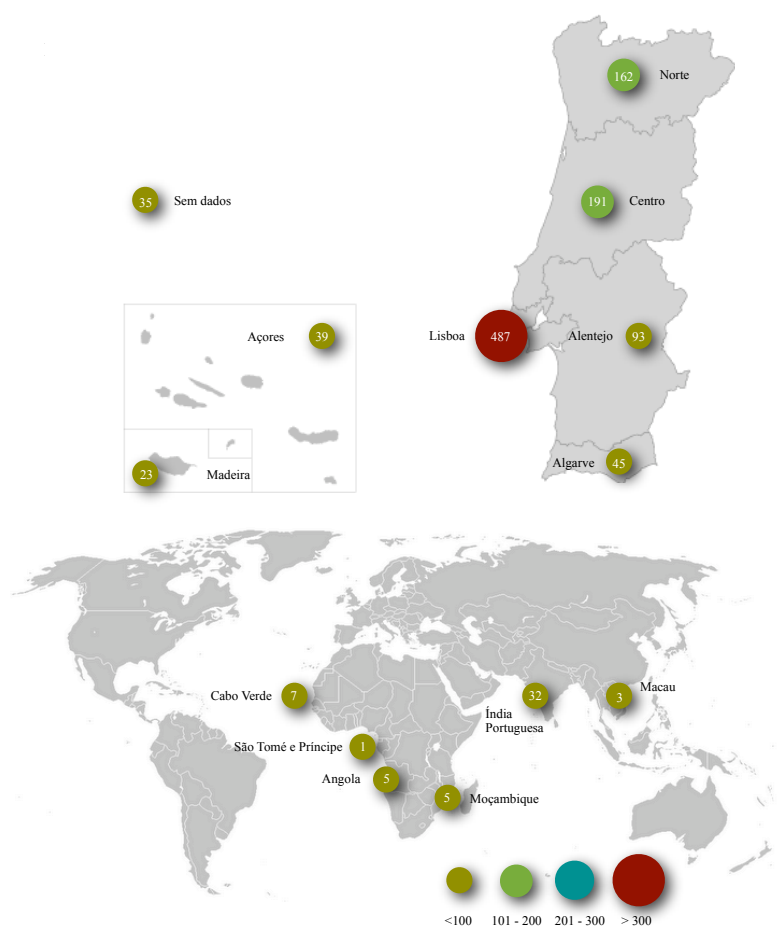 162 Norte
35 Sem dados
191 Centro
Açores 39
Lisboa 487
Alentejo 93
23 Madeira
Algarve 45
Cabo Verde 7
32
Índia
Portuguesa
3 Macau
São Tomé e Príncipe 1
Angola 5
5 Moçambique
<100 101 - 200 201 - 300 > 300